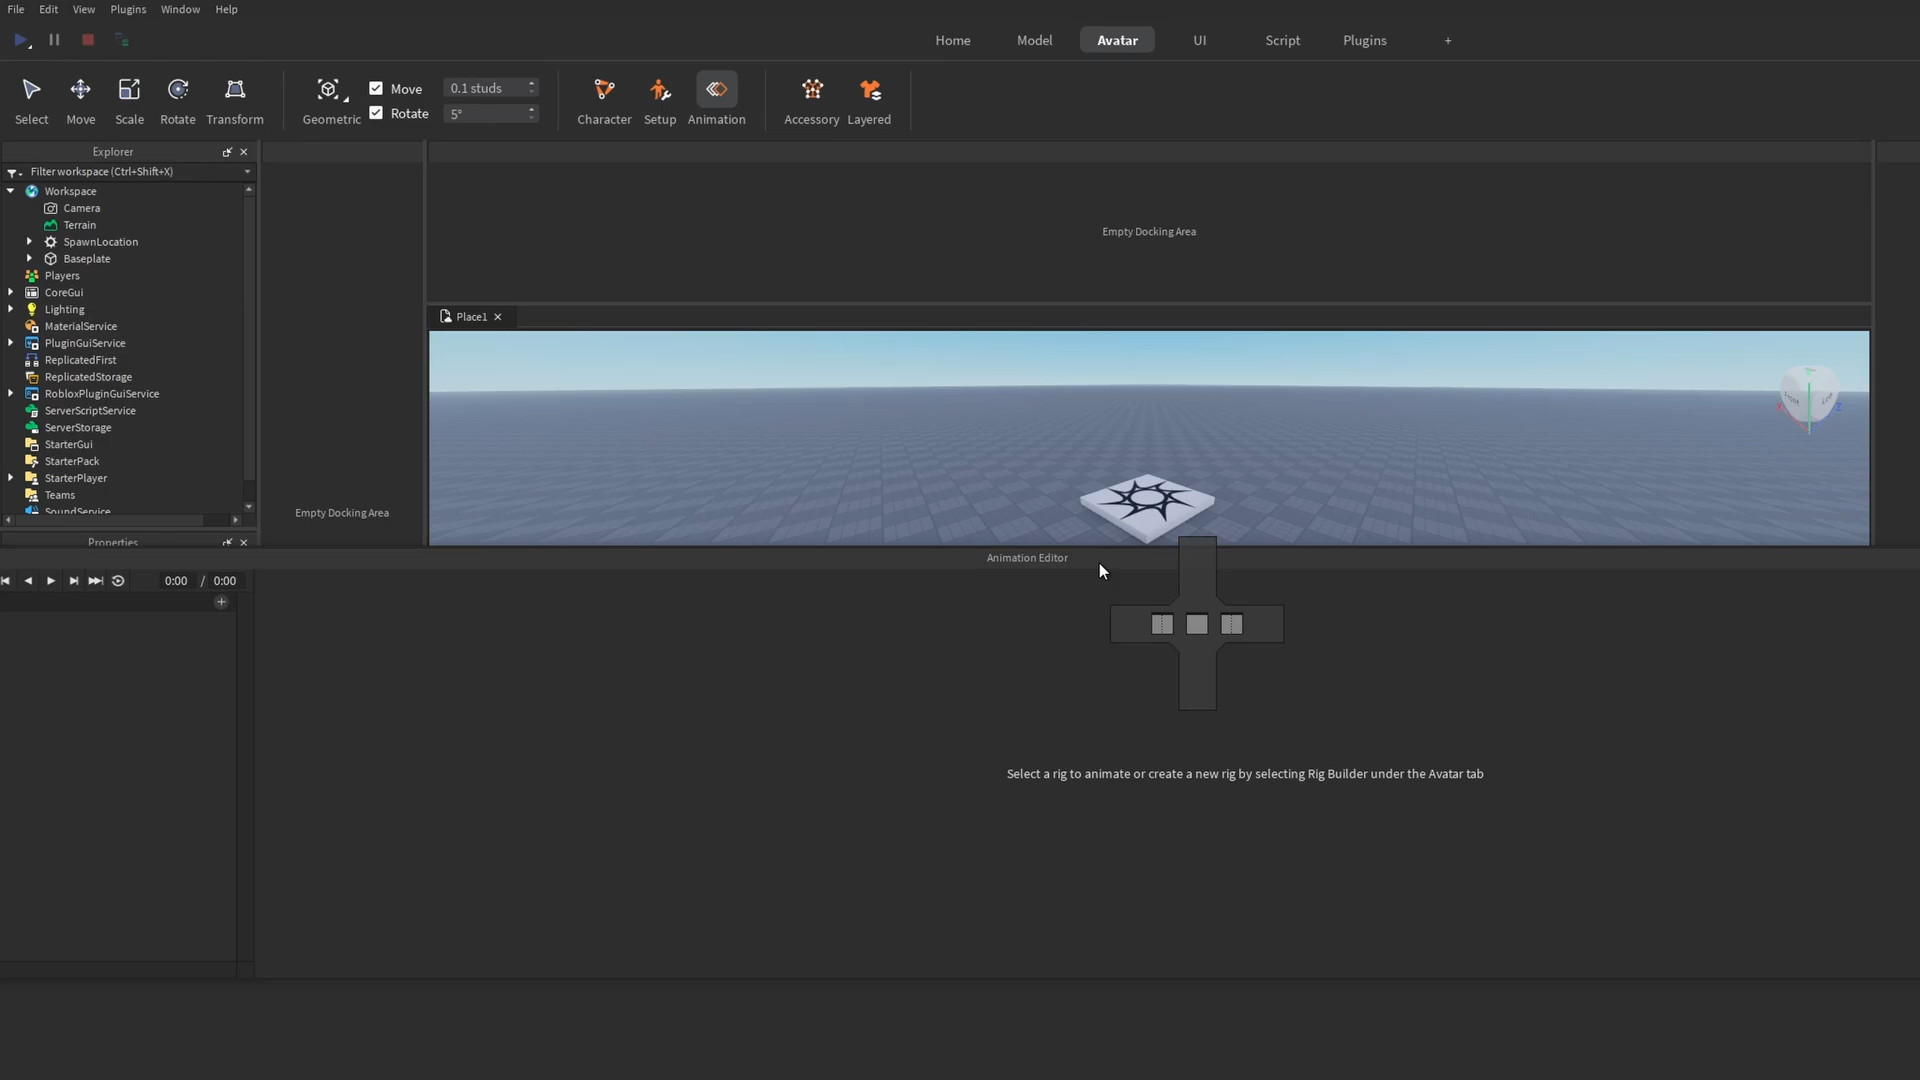 File Edit View Plugins Window Help
Home Model Avatar UI Script Plugins +
Select Move Scale Rotate Transform Geometric
Move 0.1 studs
Rotate 5°
Character Setup Animation Accessory Layered
Explorer
Filter workspace (Ctrl+Shift+X)
Workspace
Camera
Terrain
SpawnLocation
Baseplate
Players
CoreGui
Lighting
MaterialService
PluginGuiService
ReplicatedFirst
ReplicatedStorage
RobloxPluginGuiService
ServerScriptService
ServerStorage
StarterGui
StarterPack
StarterPlayer
Teams
SoundService
Properties
Empty Docking Area
Empty Docking Area
Place1
Front Left
X Z
Animation Editor
0:00 / 0:00
Select a rig to animate or create a new rig by selecting Rig Builder under the Avatar tab